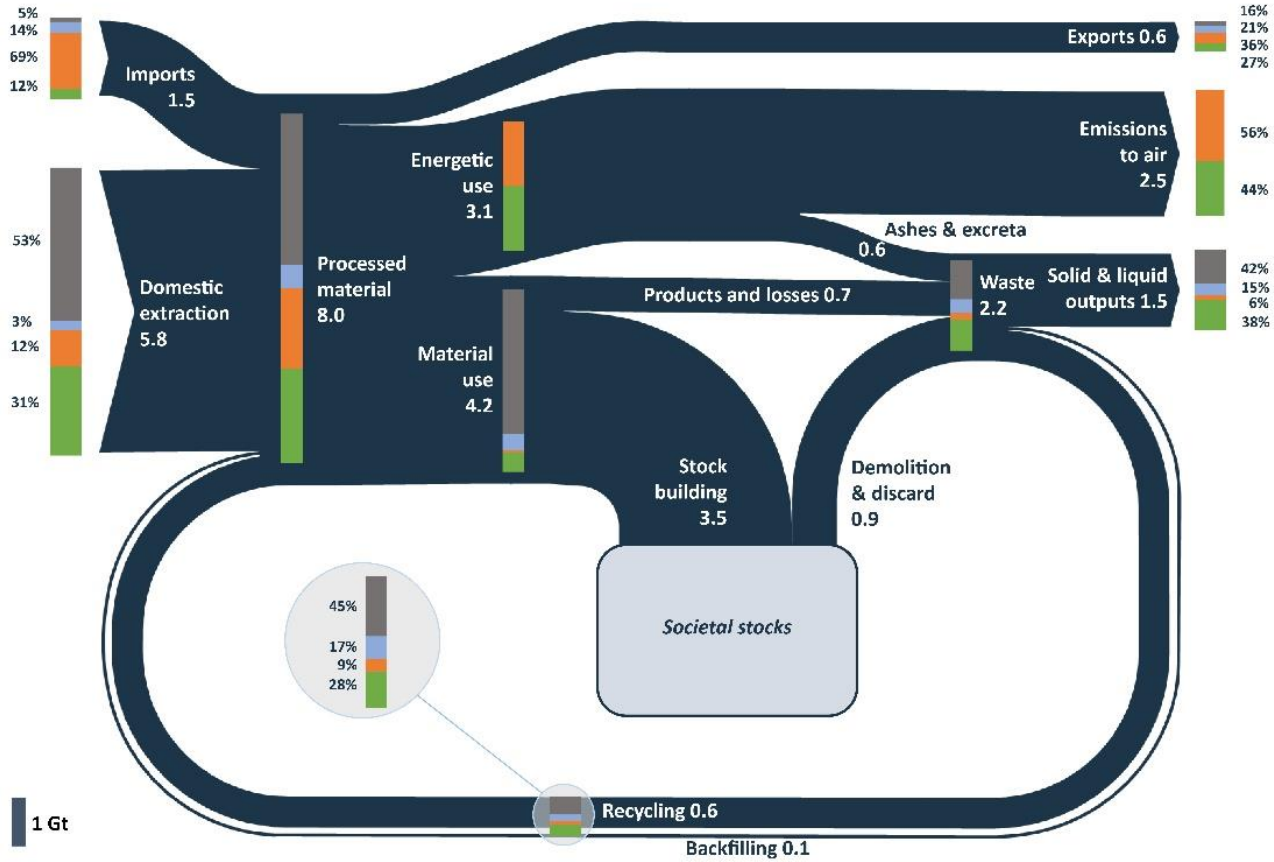 5%
14%
69%
12%
Imports
1.5
53%
3%
12%
31%
Domestic
extraction
5.8
Processed
material
8.0
Energetic
use
3.1
Material
use
4.2
Exports 0.6
16%
21%
36%
27%
Emissions
to air
2.5
56%
44%
Ashes & excreta
0.6
Products and losses 0.7
Waste
2.2
Solid & liquid
outputs 1.5
42%
15%
6%
38%
Stock
building
3.5
Demolition
& discard
0.9
Societal stocks
45%
17%
9%
28%
Recycling 0.6
Backfilling 0.1
1 Gt